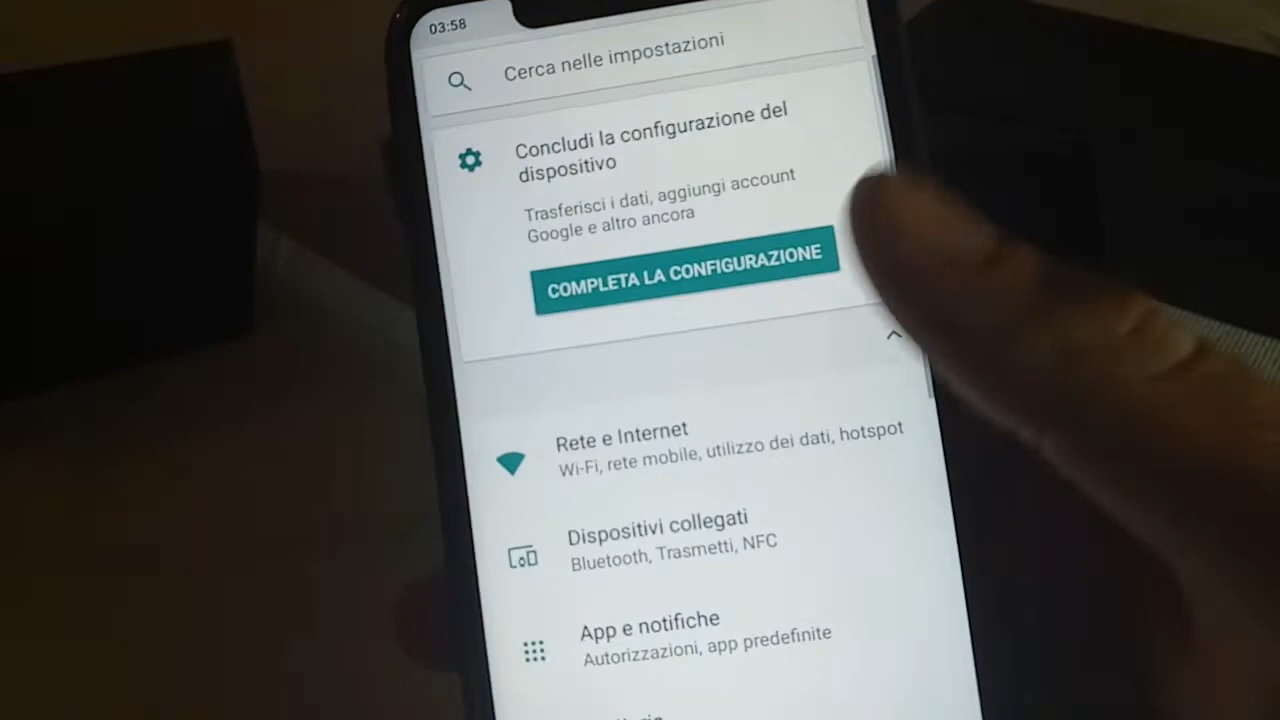 03:58
Cerca nelle impostazioni
Concludi la configurazione del
dispositivo
Trasferisci i dati, aggiungi account
Google e altro ancora
COMPLETA LA CONFIGURAZIONE
Rete e Internet
Wi-Fi, rete mobile, utilizzo dei dati, hotspot
Dispositivi collegati
Bluetooth, Trasmetti, NFC
App e notifiche
Autorizzazioni, app predefinite